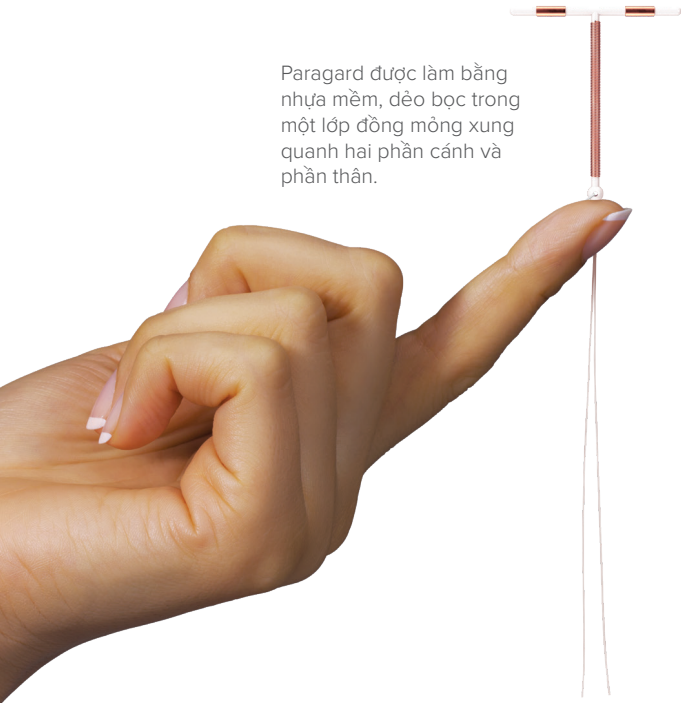 Paragard được làm bằng
nhựa mềm, dẻo bọc trong
một lớp đồng mỏng xung
quanh hai phần cánh và
phần thân.